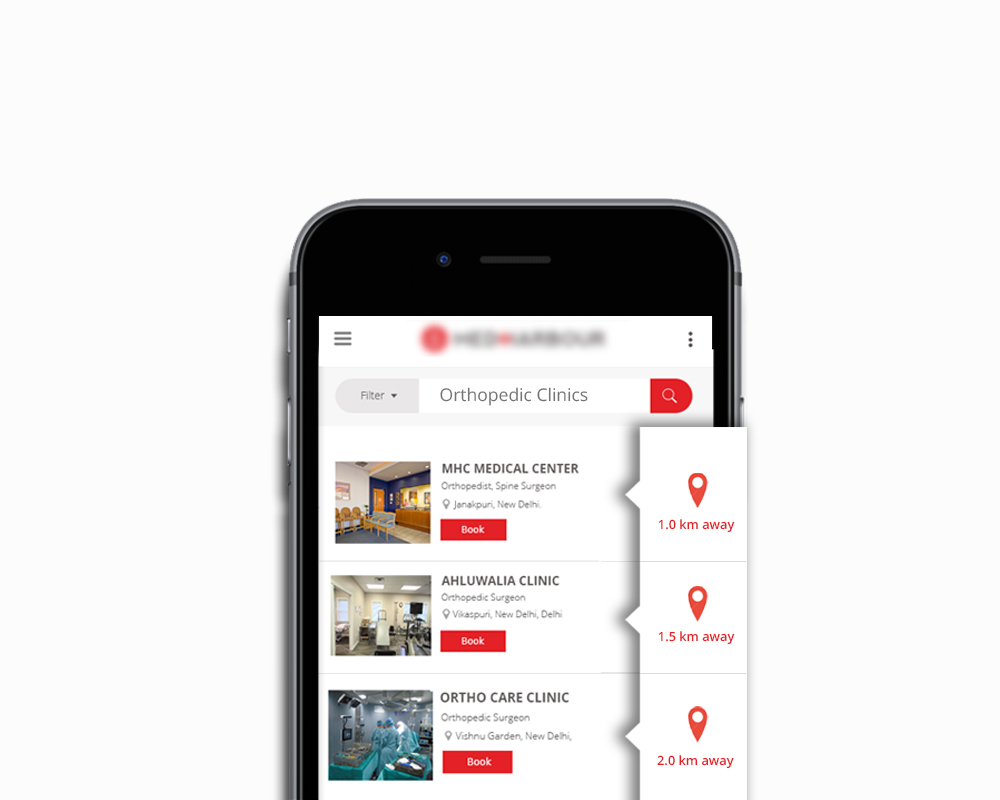 Filter
Orthopedic Clinics
MHC MEDICAL CENTER
Orthopedist, Spine Surgeon
Janakpuri, New Delhi.
Book
1.0 km away
AHLUWALIA CLINIC
Orthopedic Surgeon
Vikaspuri, New Delhi, Delhi
Book
1.5 km away
ORTHO CARE CLINIC
Orthopedic Surgeon
Vishnu Garden, New Delhi,
Book
2.0 km away